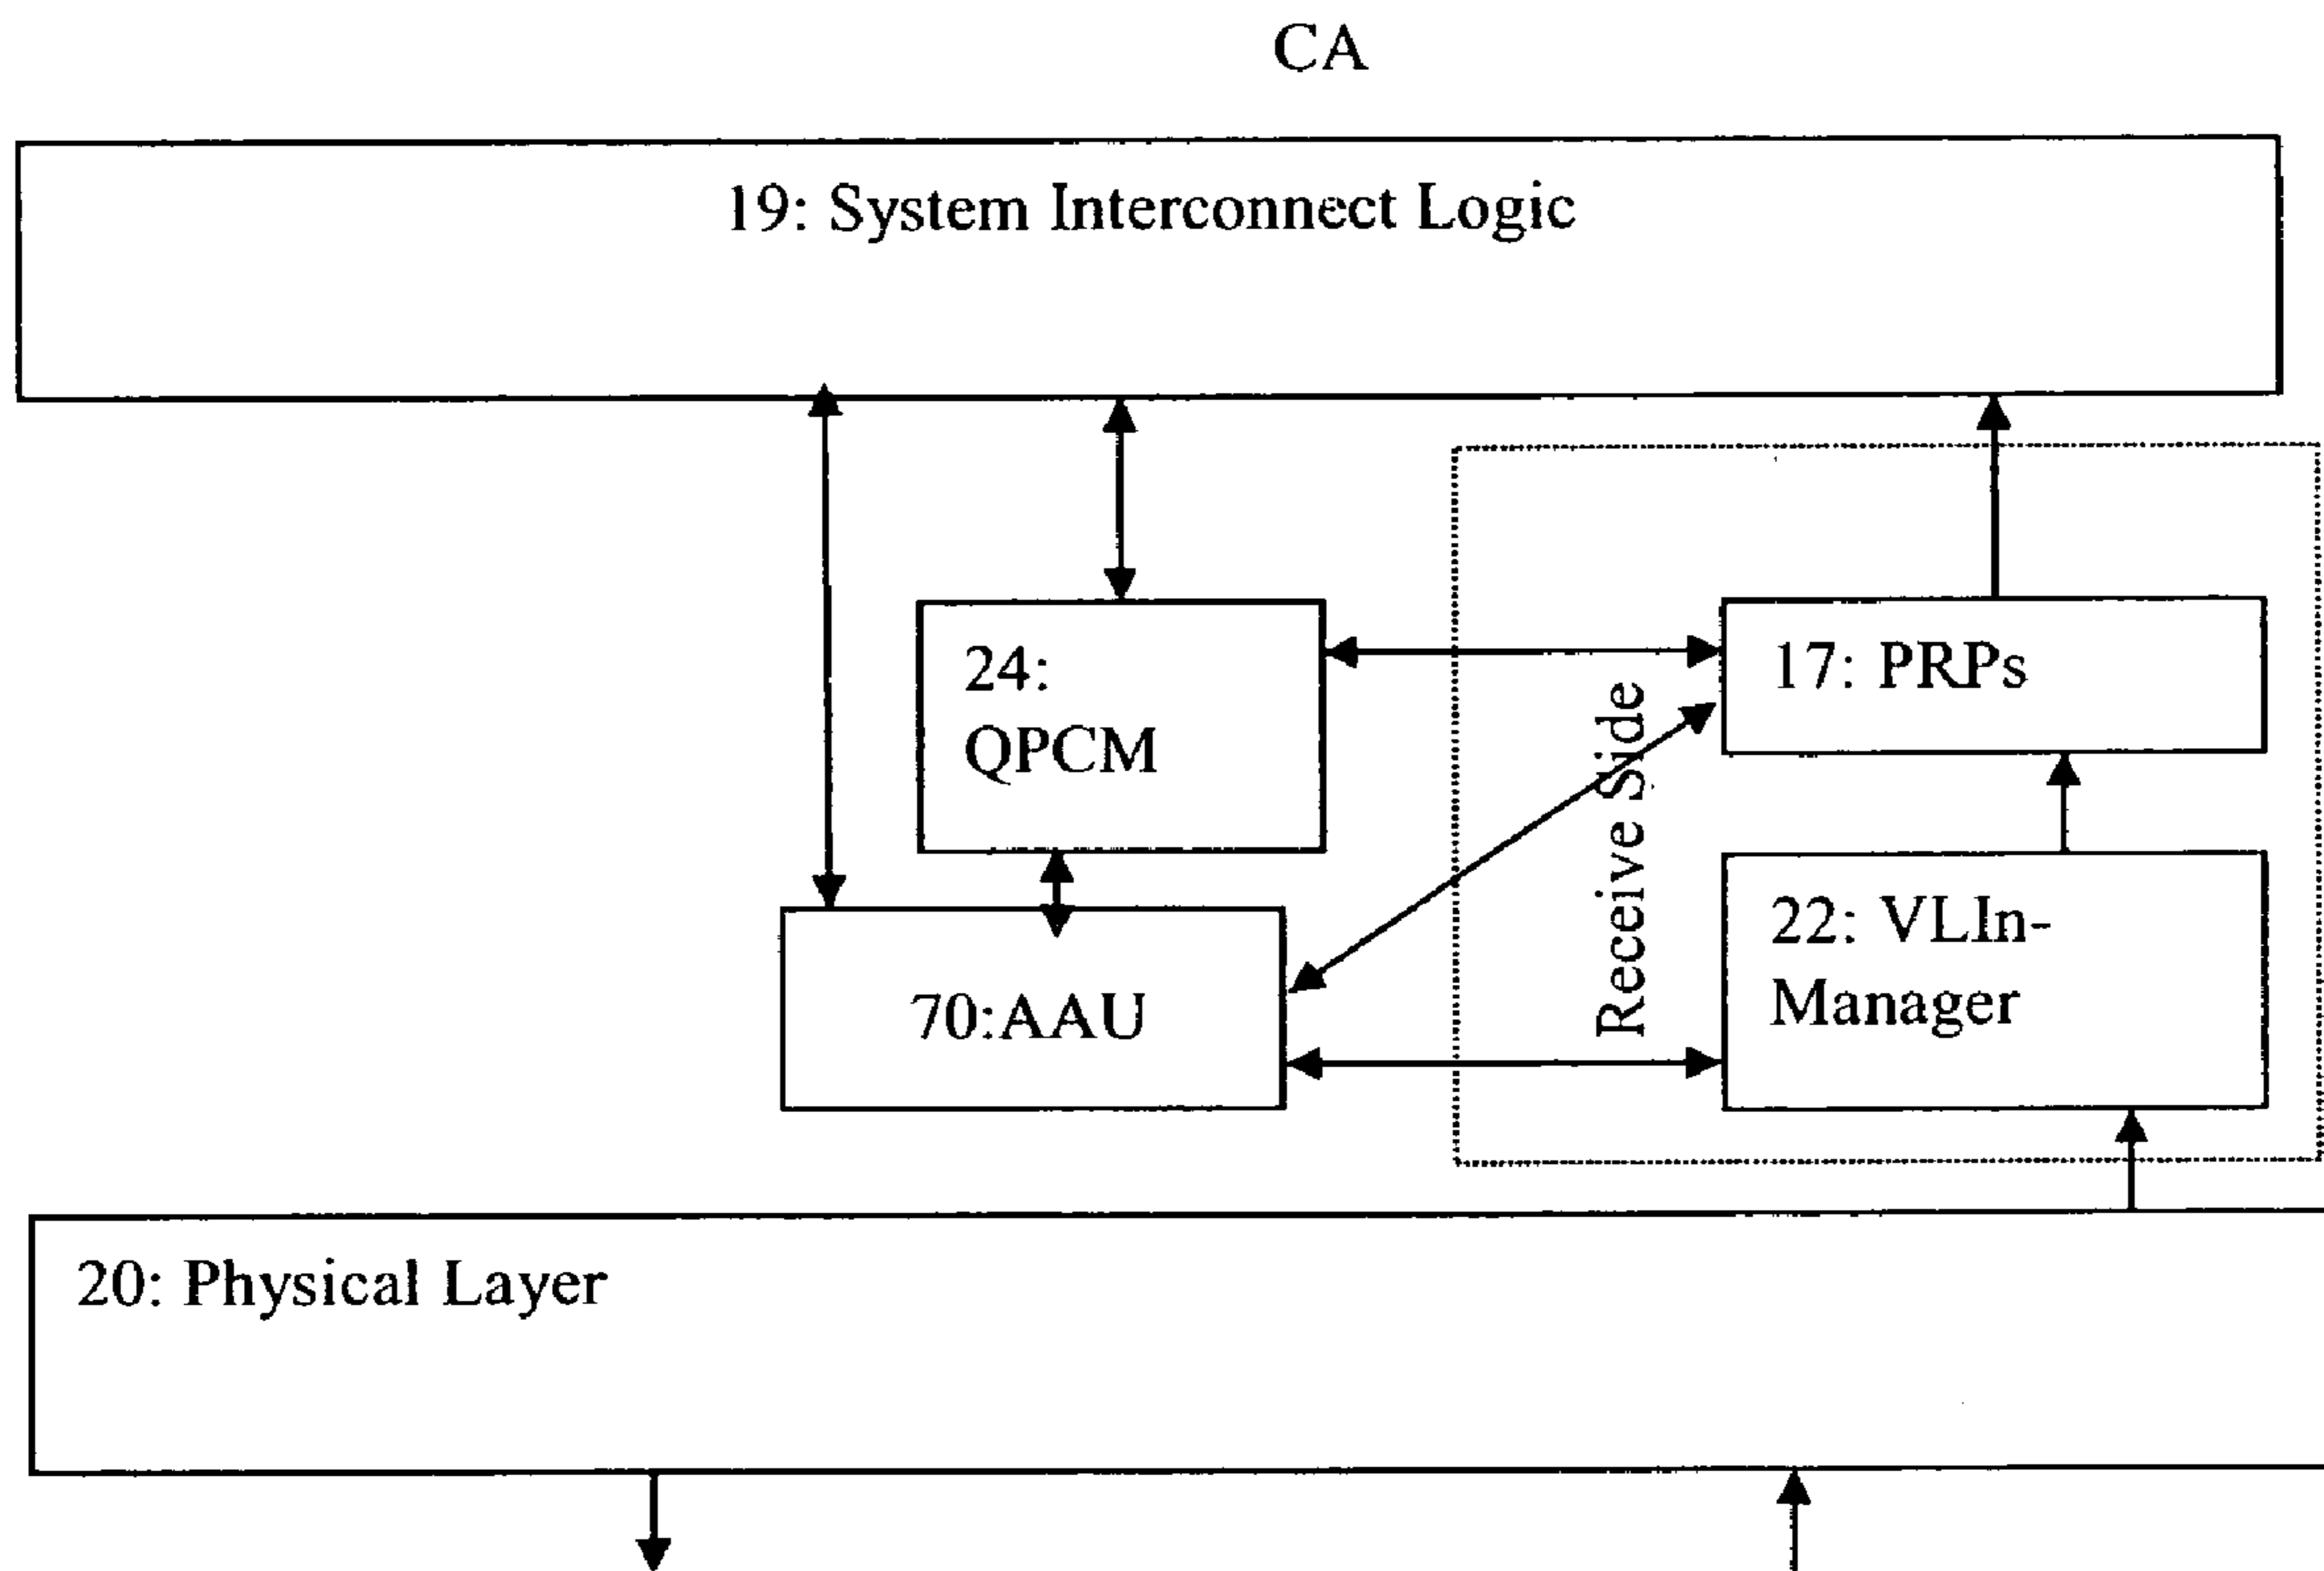 CA
19: System Interconnect Logic
24:
QPCM
17: PRPs
Receive Side
70:AAU
22: VLIn-
Manager
20: Physical Layer